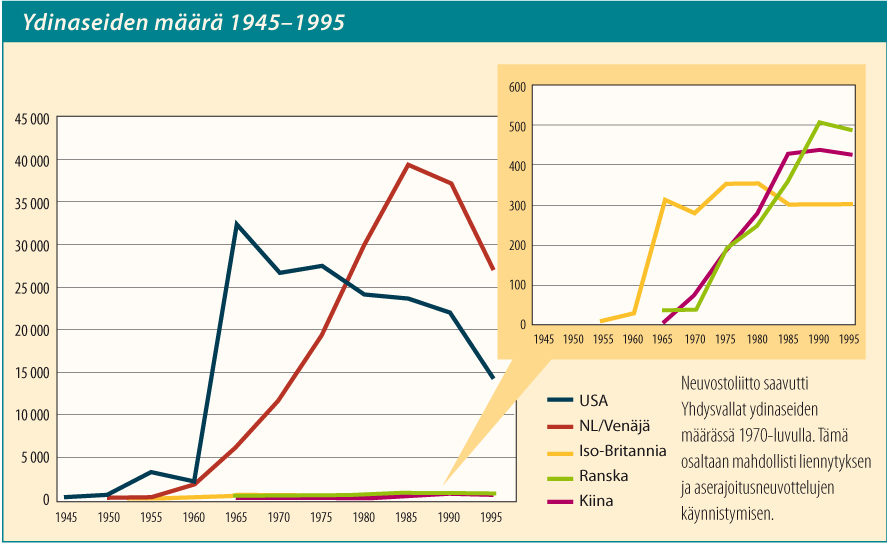 Ydinaseiden määrä 1945–1995
45 000
40 000
35 000
30 000
25 000
20 000
15 000
10 000
5 000
0
1945 1950 1955 1960 1965 1970 1975 1980 1985 1990 1995
600
500
400
300
200
100
0
1945 1950 1955 1960 1965 1970 1975 1980 1985 1990 1995
USA
NL/Venäjä
Iso-Britannia
Ranska
Kiina
Neuvostoliitto saavutti
Yhdysvallat ydinaseiden
määrässä 1970-luvulla. Tämä
osaltaan mahdollisti liennytyksen
ja aserajoitusneuvottelujen
käynnistymisen.